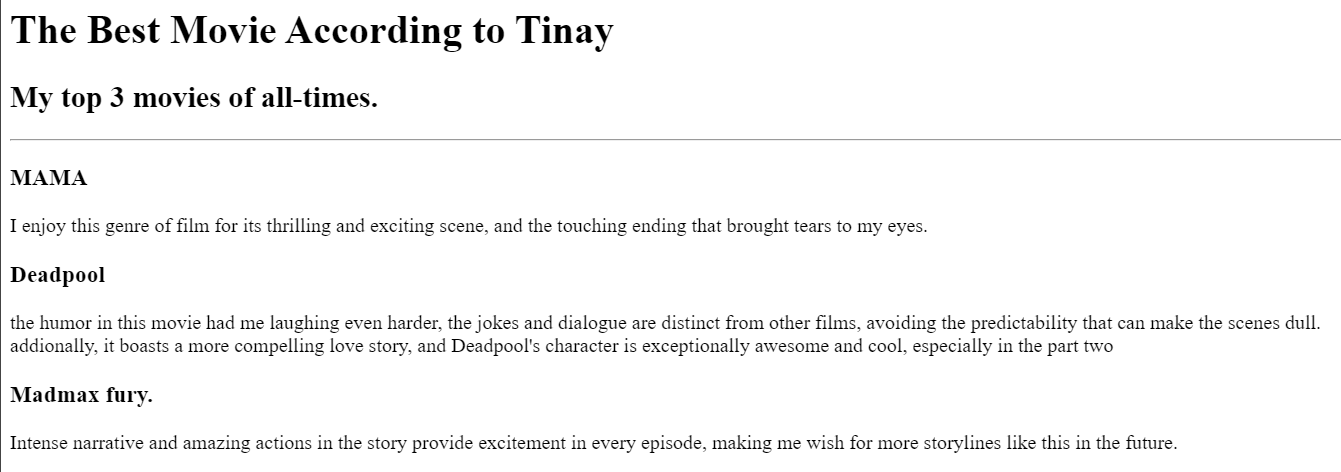 The Best Movie According to Tinay
My top 3 movies of all-times.
MAMA
I enjoy this genre of film for its thrilling and exciting scene, and the touching ending that brought tears to my eyes.
Deadpool
the humor in this movie had me laughing even harder, the jokes and dialogue are distinct from other films, avoiding the predictability that can make the scenes dull.
addionally, it boasts a more compelling love story, and Deadpool's character is exceptionally awesome and cool, especially in the part two
Madmax fury.
Intense narrative and amazing actions in the story provide excitement in every episode, making me wish for more storylines like this in the future.